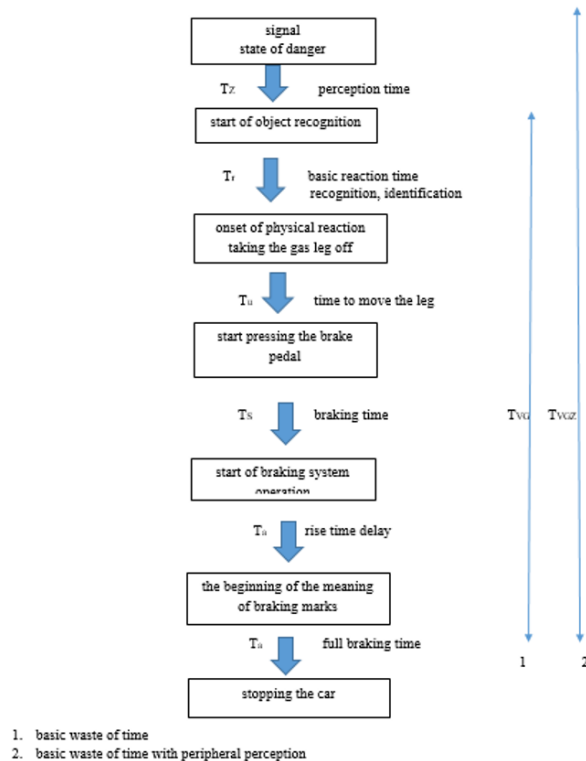 signal
state of danger
Tz perception time
start of object recognition
Tr basic reaction time
recognition, identification
onset of physical reaction
taking the gas leg off
Tu time to move the leg
start pressing the brake
pedal
Ts braking time
TVG TVGZ
start of braking system
operation
Ta rise time delay
the beginning of the meaning
of braking marks
Ta full braking time
1 2
stopping the car
1. basic waste of time
2. basic waste of time with peripheral perception